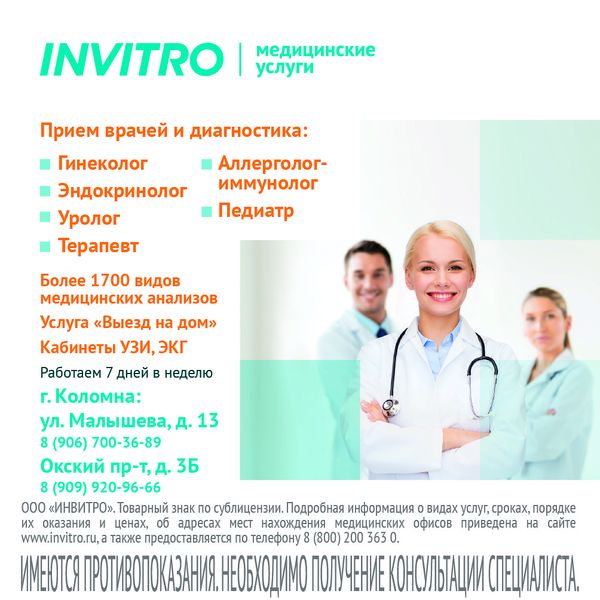 INVITRO
медицинские
услуги
Прием врачей и диагностика:
Гинеколог
Эндокринолог
Уролог
Терапевт
Аллерголог-
иммунолог
Педиатр
Более 1700 видов
медицинских анализов
Услуга «Выезд на дом»
Кабинеты УЗИ, ЭКГ
Работаем 7 дней в неделю
г. Коломна:
ул. Малышева, д. 13
8 (906) 700-36-89
Окский пр-т, д. 3Б
8 (909) 920-96-66
ООО «ИНВИТРО». Товарный знак по сублицензии. Подробная информация о видах услуг, сроках, порядке
их оказания и ценах, об адресах мест нахождения медицинских офисов приведена на сайте
www.invitro.ru, а также предоставляется по телефону 8 (800) 200 363 0.
ИМЕЮТСЯ ПРОТИВОПОКАЗАНИЯ. НЕОБХОДИМО ПОЛУЧЕНИЕ КОНСУЛЬТАЦИИ СПЕЦИАЛИСТА.